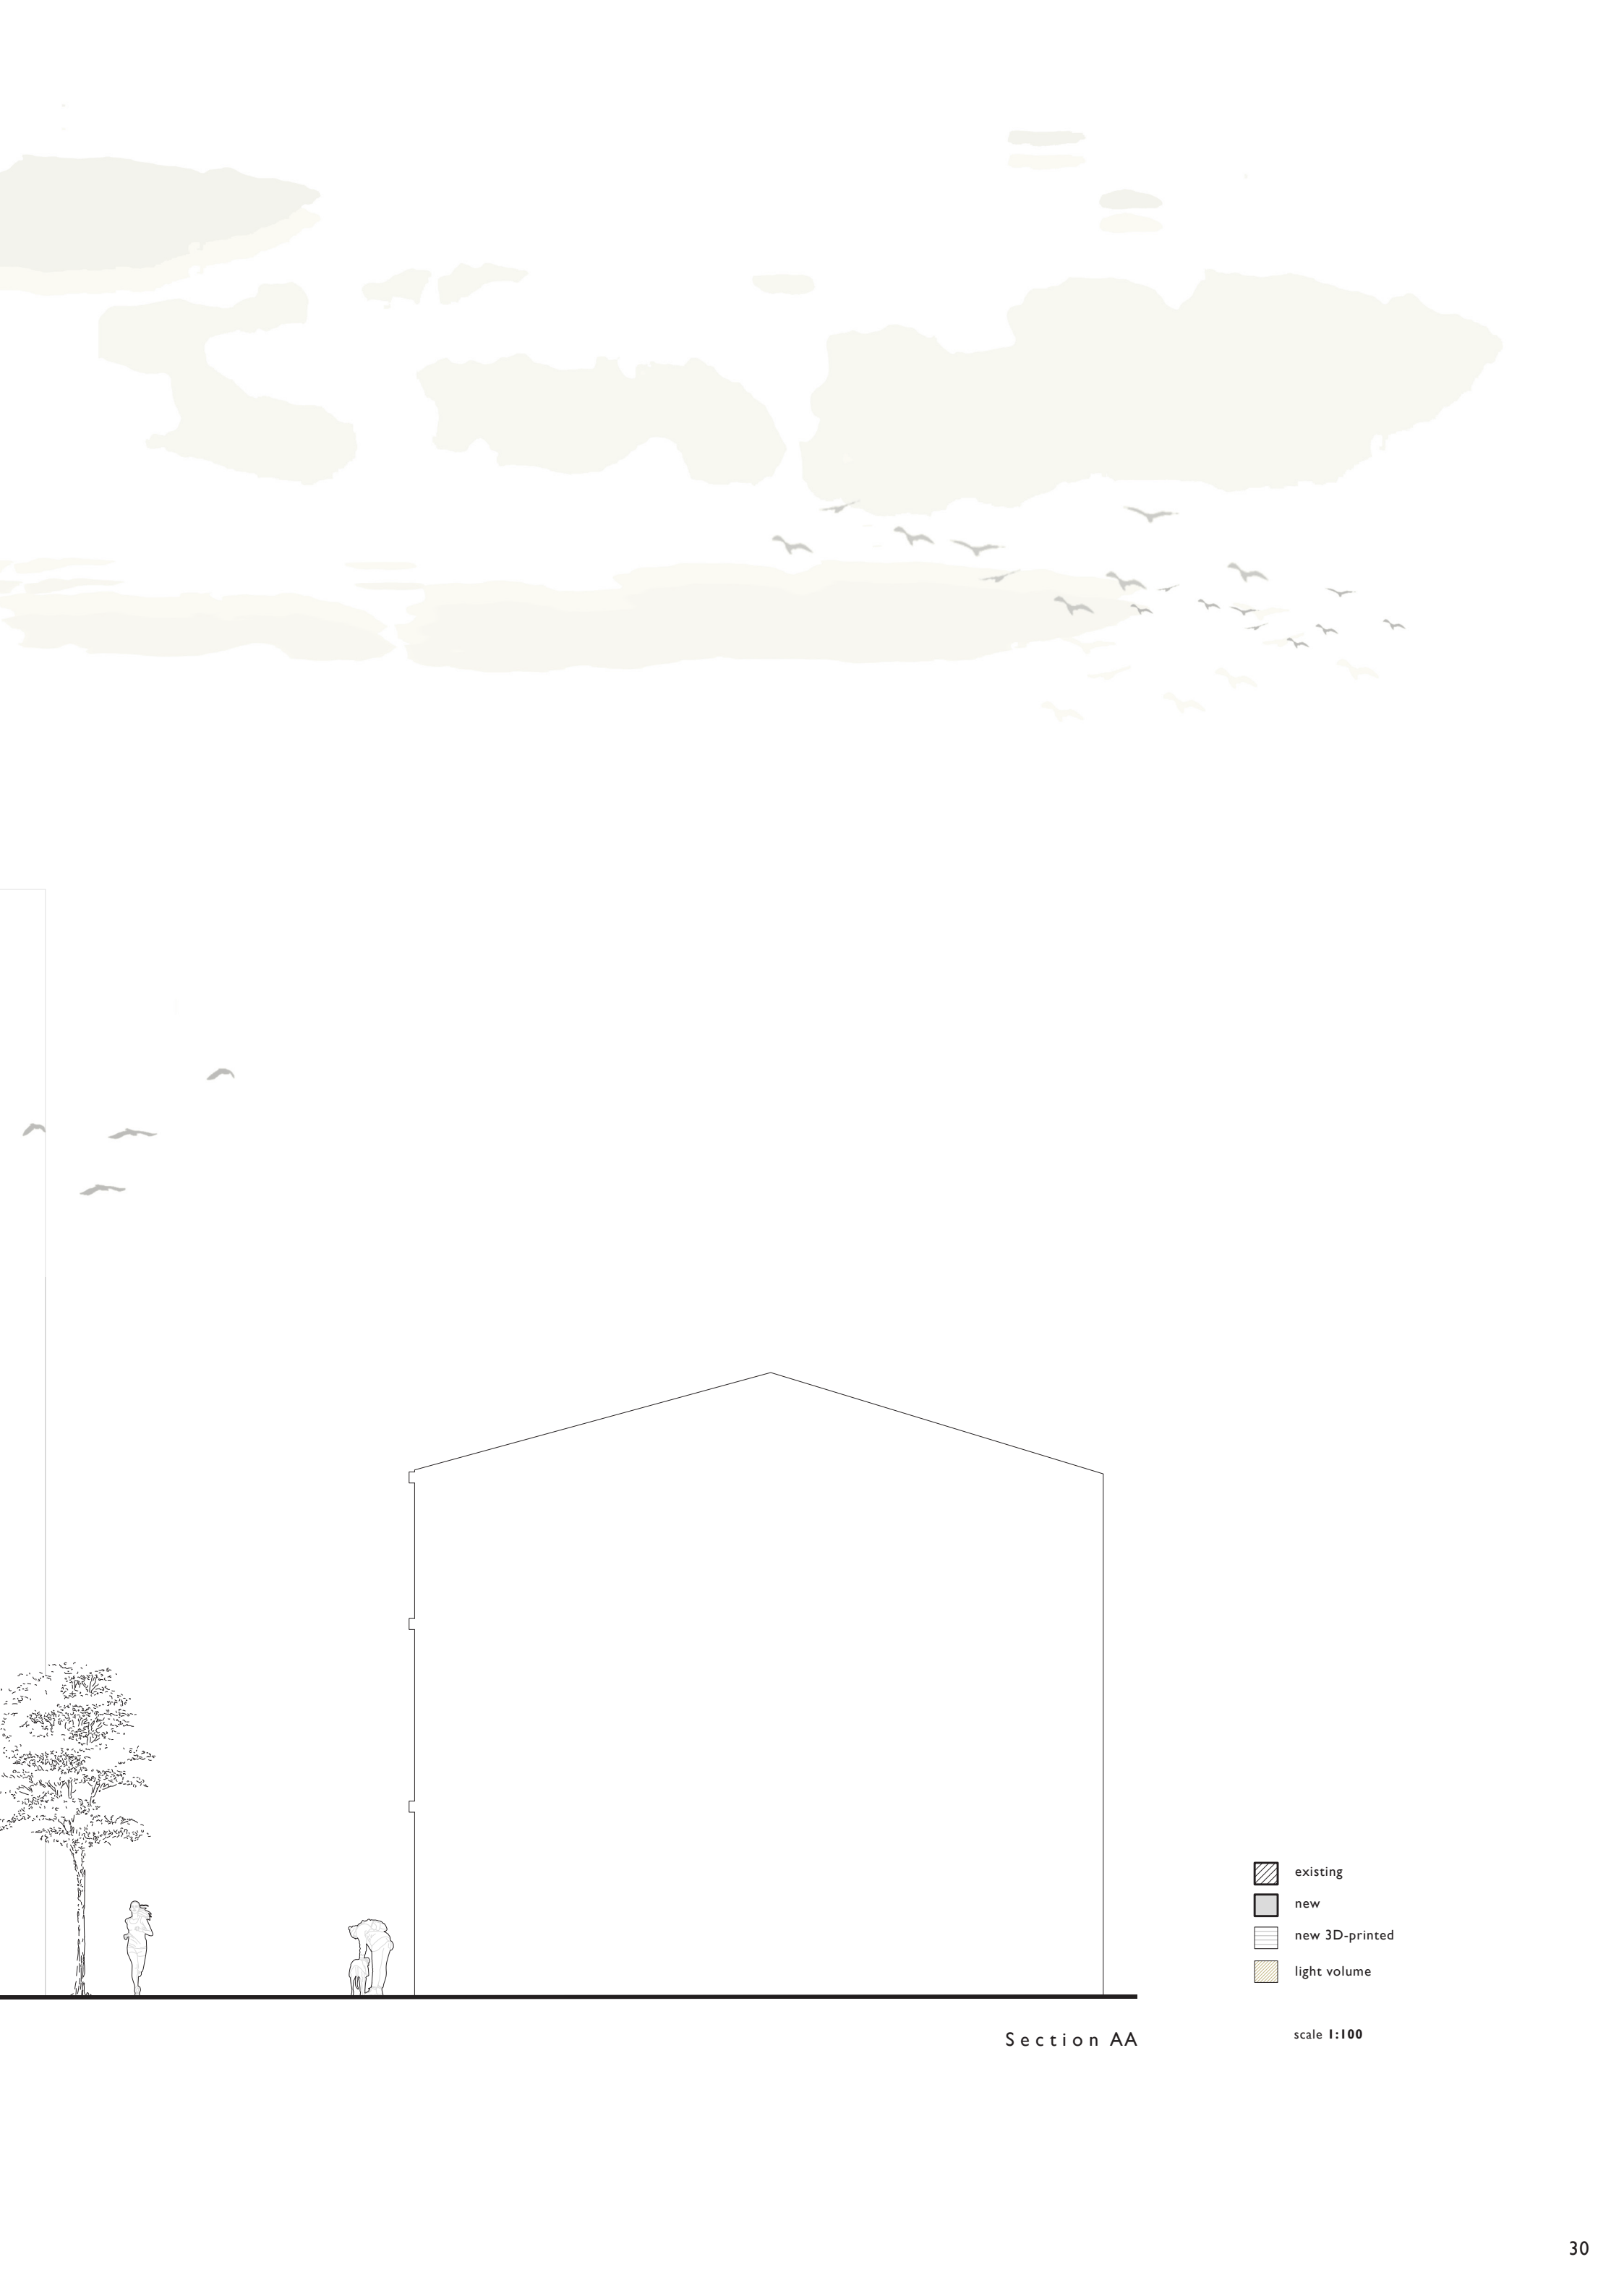 existing
new
new 3D-printed
light volume
Section AA
scale 1:100
30